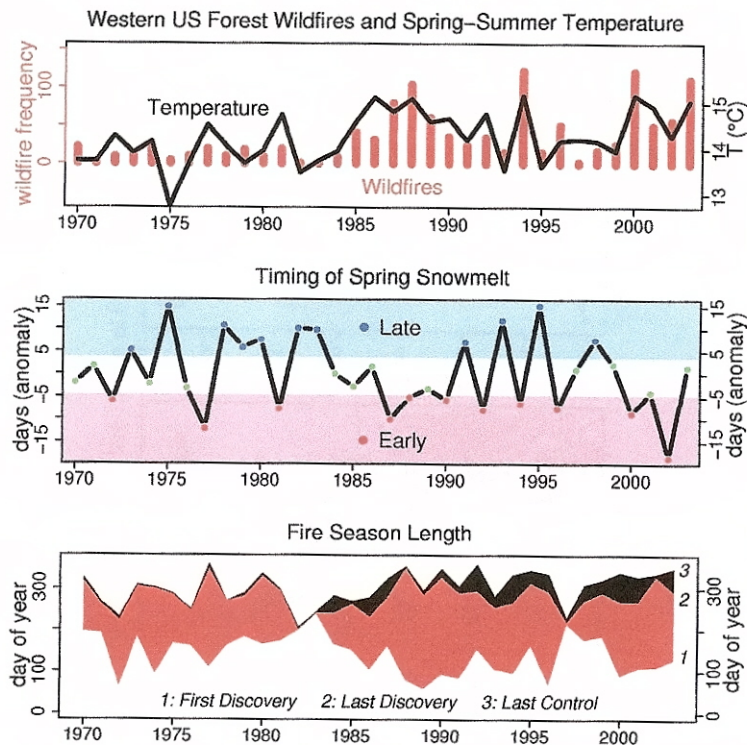 Western US Forest Wildfires and Spring–Summer Temperature
wildfire frequency
0 100
Temperature
Wildfires
13 14 15
T (°C)
1970 1975 1980 1985 1990 1995 2000
Timing of Spring Snowmelt
days (anomaly)
−15 −5 5 15
Late
Early
−15 −5 5 15
days (anomaly)
1970 1975 1980 1985 1990 1995 2000
Fire Season Length
day of year
0 100 300
3
2
1
1: First Discovery 2: Last Discovery 3: Last Control
0 100 300
day of year
1970 1975 1980 1985 1990 1995 2000